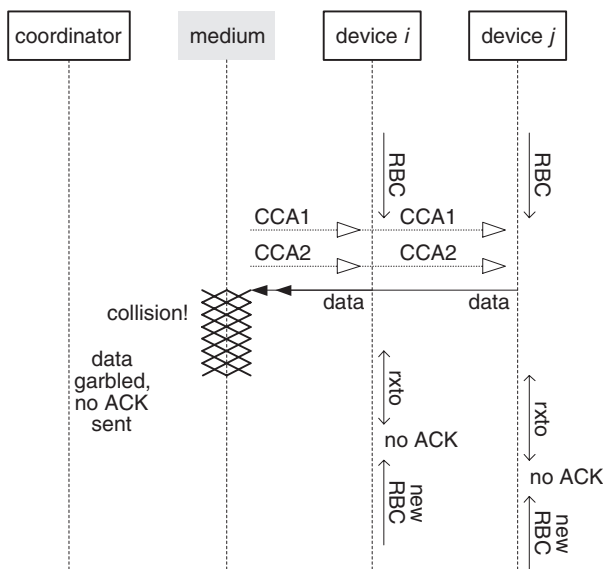 coordinator
medium
device i
device j
RBC
RBC
CCA1
CCA1
CCA2
CCA2
data
data
collision!
data
garbled,
no ACK
sent
rxto
rxto
no ACK
no ACK
new
RBC
new
RBC